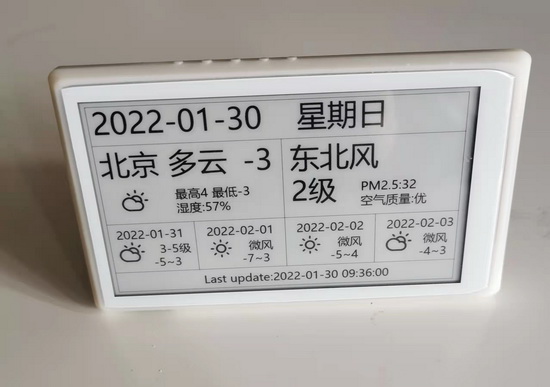 2022-01-30 星期日
北京 多云 -3
最高4 最低-3
湿度:57%
东北风
2级
PM2.5:32
空气质量:优
2022-01-31
3-5级
-5~3
2022-02-01
微风
-7~3
2022-02-02
微风
-5~4
2022-02-03
微风
-4~3
Last update:2022-01-30 09:36:00